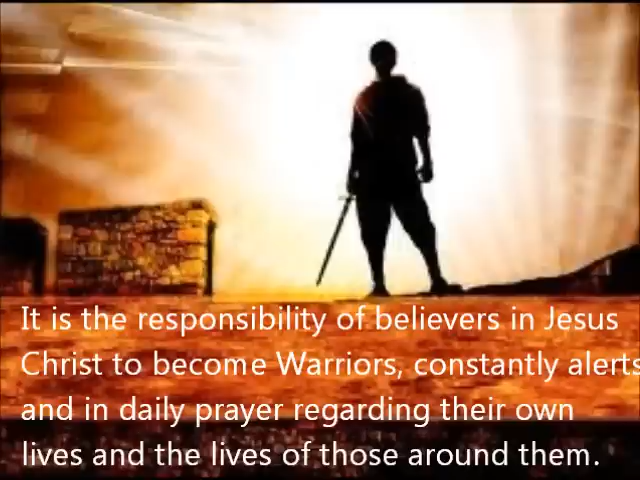 It is the responsibility of believers in Jesus
Christ to become Warriors, constantly alerts
and in daily prayer regarding their own
lives and the lives of those around them.